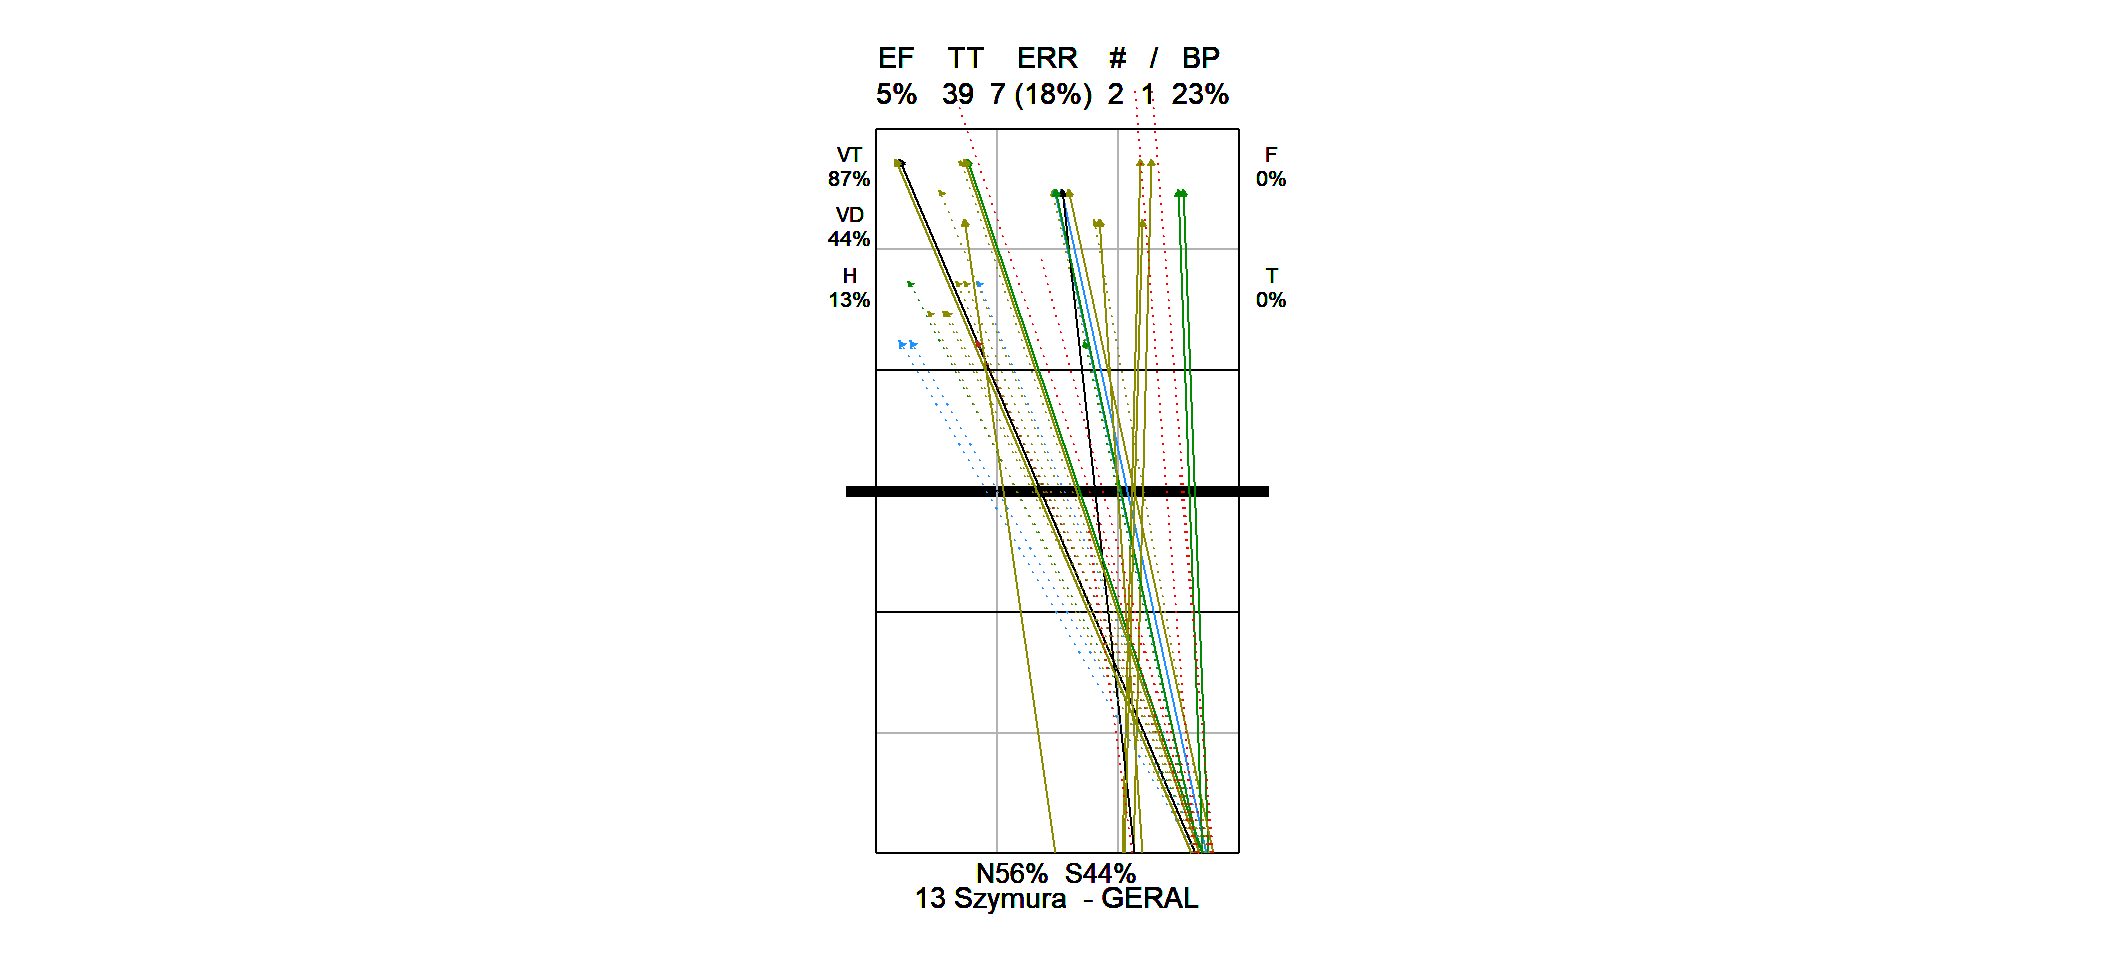 EF TT ERR # / BP
5% 39 7 (18%) 2 1 23%
VT
87%
F
0%
VD
44%
H
13%
T
0%
N56% S44%
13 Szymura - GERAL